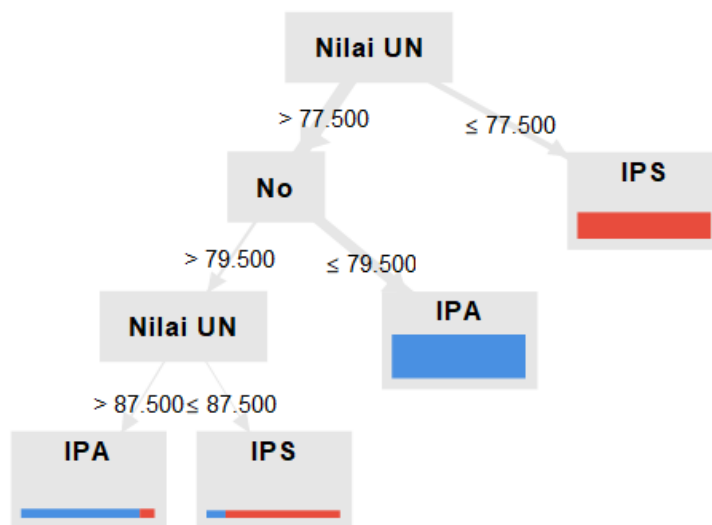 Nilai UN
> 77.500
≤ 77.500
No
IPS
> 79.500
≤ 79.500
Nilai UN
IPA
> 87.500
≤ 87.500
IPA
IPS